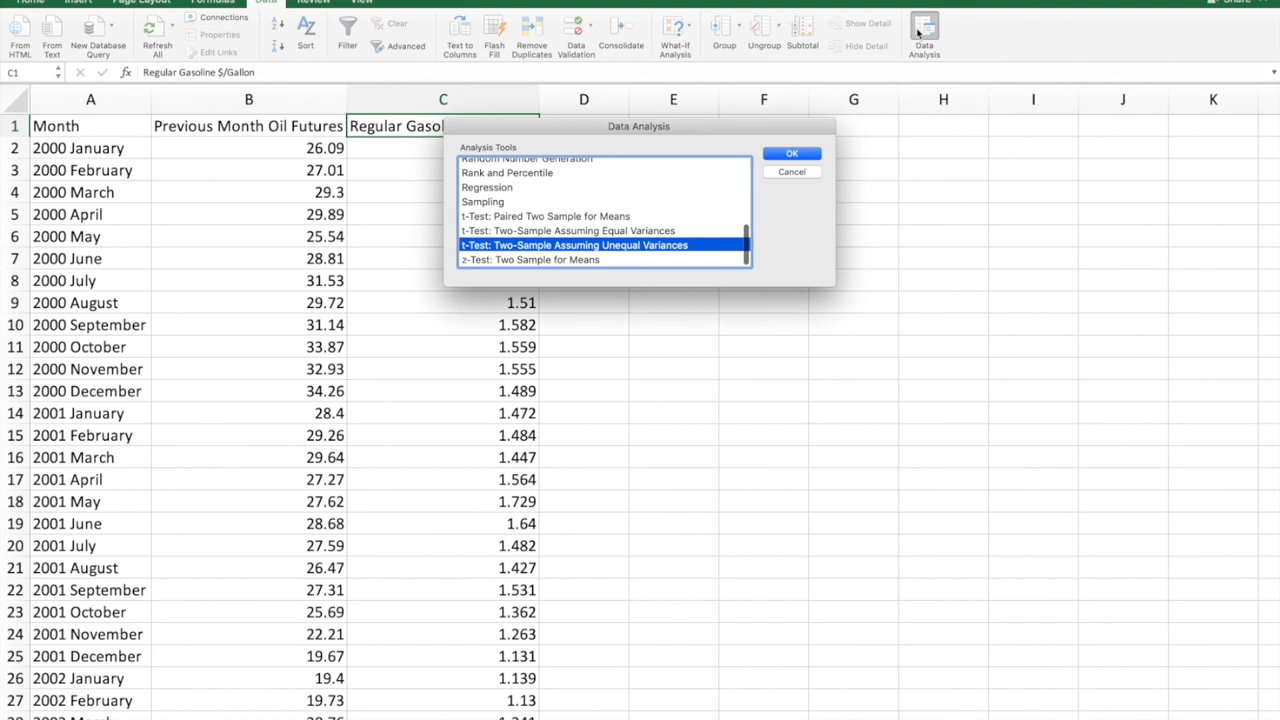 Home Insert Page Layout Formulas Data Review View Share
From HTML
From Text
New Database Query
Refresh All
Connections
Properties
Edit Links
Sort
Filter
Clear
Advanced
Text to Columns
Flash Fill
Remove Duplicates
Data Validation
Consolidate
What-If Analysis
Group
Ungroup
Subtotal
Show Detail
Hide Detail
Data Analysis
C1 fx Regular Gasoline $/Gallon
A B C D E F G H I J K
1 Month Previous Month Oil Futures Regular Gasol
2 2000 January 26.09
3 2000 February 27.01
4 2000 March 29.3
5 2000 April 29.89
6 2000 May 25.54
7 2000 June 28.81
8 2000 July 31.53
9 2000 August 29.72 1.51
10 2000 September 31.14 1.582
11 2000 October 33.87 1.559
12 2000 November 32.93 1.555
13 2000 December 34.26 1.489
14 2001 January 28.4 1.472
15 2001 February 29.26 1.484
16 2001 March 29.64 1.447
17 2001 April 27.27 1.564
18 2001 May 27.62 1.729
19 2001 June 28.68 1.64
20 2001 July 27.59 1.482
21 2001 August 26.47 1.427
22 2001 September 27.31 1.531
23 2001 October 25.69 1.362
24 2001 November 22.21 1.263
25 2001 December 19.67 1.131
26 2002 January 19.4 1.139
27 2002 February 19.73 1.13
Data Analysis
Analysis Tools
Random Number Generation
Rank and Percentile
Regression
Sampling
t-Test: Paired Two Sample for Means
t-Test: Two-Sample Assuming Equal Variances
t-Test: Two-Sample Assuming Unequal Variances
z-Test: Two Sample for Means
OK
Cancel